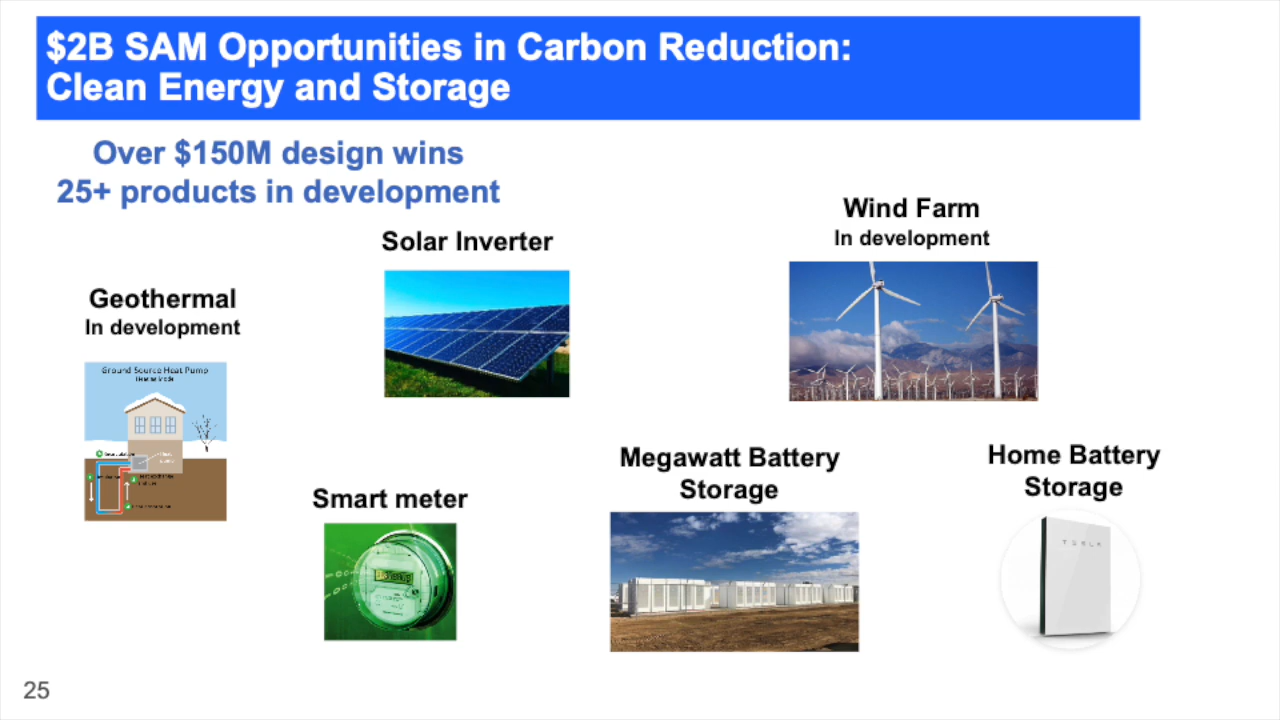 $2B SAM Opportunities in Carbon Reduction:
Clean Energy and Storage
Over $150M design wins
25+ products in development
Wind Farm
In development
Solar Inverter
Geothermal
In development
Ground Source Heat Pump
Megawatt Battery
Storage
Home Battery
Storage
Smart meter
TESLA
25